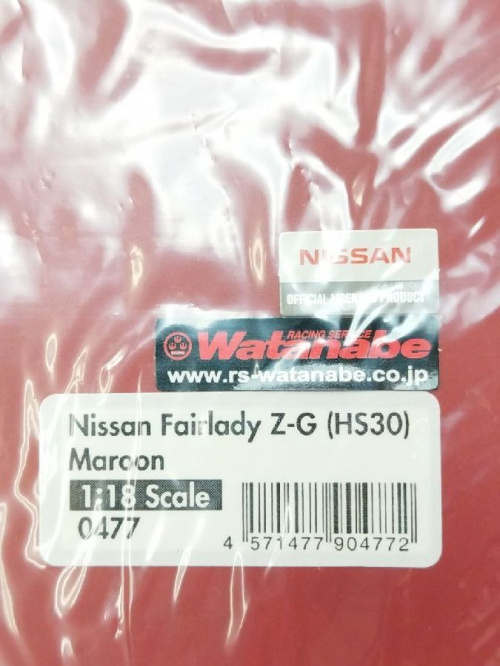 NISSAN
OFFICIAL LICENSED PRODUCT
RACING SERVICE
Watanabe
www.rs-watanabe.co.jp
Nissan Fairlady Z-G (HS30)
Maroon
1:18 Scale
0477
4 571477 904772